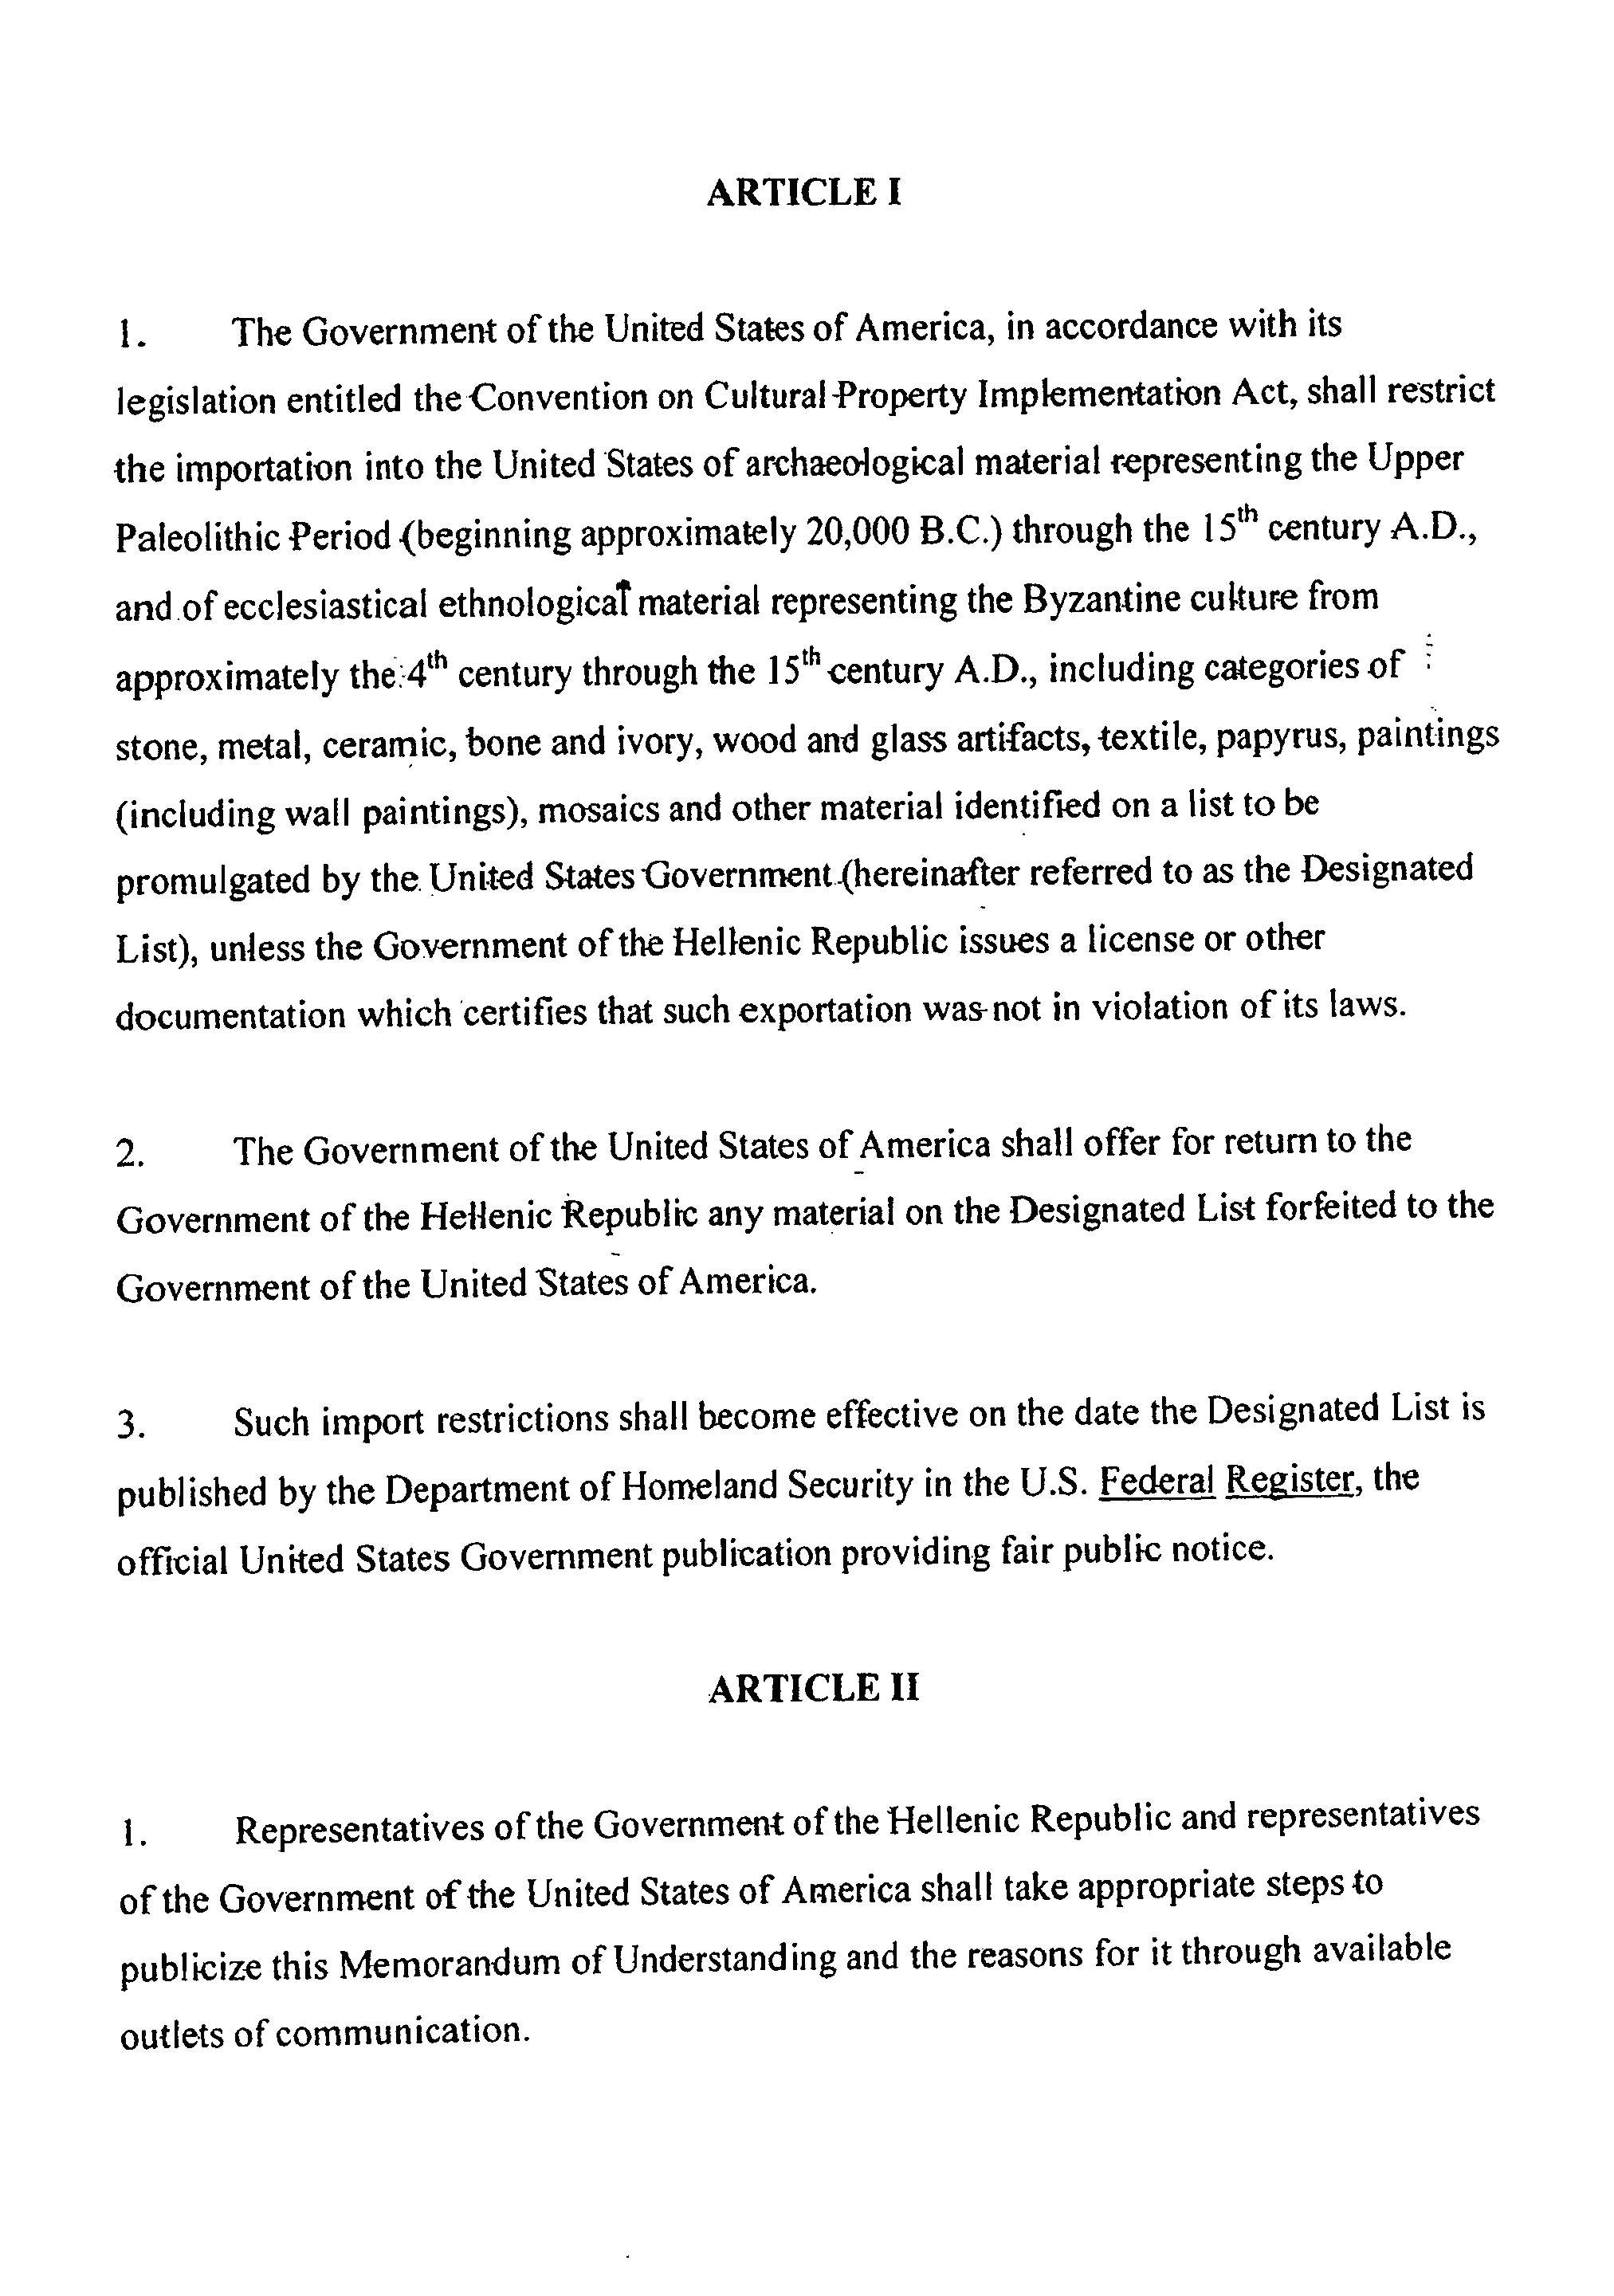 ARTICLE I
1. The Government of the United States of America, in accordance with its
legislation entitled the Convention on Cultural Property Implementation Act, shall restrict
the importation into the United States of archaeological material representing the Upper
Paleolithic Period (beginning approximately 20,000 B.C.) through the 15th century A.D.,
and of ecclesiastical ethnological material representing the Byzantine culture from
approximately the 4th century through the 15th century A.D., including categories of
stone, metal, ceramic, bone and ivory, wood and glass artifacts, textile, papyrus, paintings
(including wall paintings), mosaics and other material identified on a list to be
promulgated by the United States Government (hereinafter referred to as the Designated
List), unless the Government of the Hellenic Republic issues a license or other
documentation which certifies that such exportation was not in violation of its laws.
2. The Government of the United States of America shall offer for return to the
Government of the Hellenic Republic any material on the Designated List forfeited to the
Government of the United States of America.
3. Such import restrictions shall become effective on the date the Designated List is
published by the Department of Homeland Security in the U.S. Federal Register, the
official United States Government publication providing fair public notice.
ARTICLE II
1. Representatives of the Government of the Hellenic Republic and representatives
of the Government of the United States of America shall take appropriate steps to
publicize this Memorandum of Understanding and the reasons for it through available
outlets of communication.